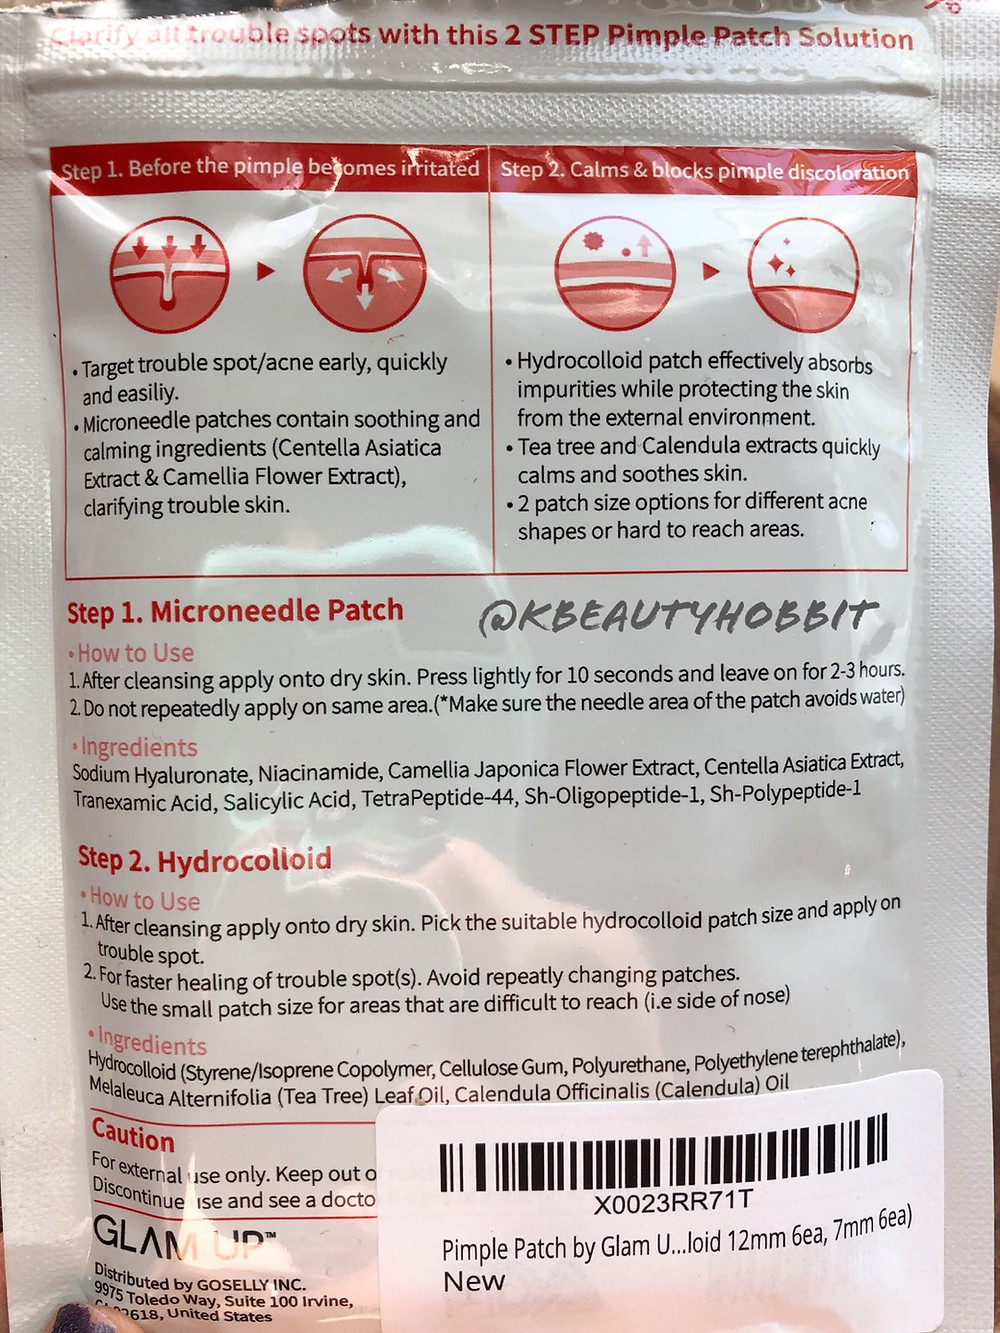 Clarify all trouble spots with this 2 STEP Pimple Patch Solution
Step 1. Before the pimple becomes irritated
• Target trouble spot/acne early, quickly
and easiliy.
• Microneedle patches contain soothing and
calming ingredients (Centella Asiatica
Extract & Camellia Flower Extract),
clarifying trouble skin.
Step 2. Calms & blocks pimple discoloration
• Hydrocolloid patch effectively absorbs
impurities while protecting the skin
from the external environment.
• Tea tree and Calendula extracts quickly
calms and soothes skin.
• 2 patch size options for different acne
shapes or hard to reach areas.
Step 1. Microneedle Patch
@KBEAUTYHOBBIT
• How to Use
1. After cleansing apply onto dry skin. Press lightly for 10 seconds and leave on for 2-3 hours.
2. Do not repeatedly apply on same area.(*Make sure the needle area of the patch avoids water)
• Ingredients
Sodium Hyaluronate, Niacinamide, Camellia Japonica Flower Extract, Centella Asiatica Extract,
Tranexamic Acid, Salicylic Acid, TetraPeptide-44, Sh-Oligopeptide-1, Sh-Polypeptide-1
Step 2. Hydrocolloid
• How to Use
1. After cleansing apply onto dry skin. Pick the suitable hydrocolloid patch size and apply on
trouble spot.
2. For faster healing of trouble spot(s). Avoid repeatly changing patches.
Use the small patch size for areas that are difficult to reach (i.e side of nose)
• Ingredients
Hydrocolloid (Styrene/Isoprene Copolymer, Cellulose Gum, Polyurethane, Polyethylene terephthalate),
Melaleuca Alternifolia (Tea Tree) Leaf Oil, Calendula Officinalis (Calendula) Oil
Caution
For external use only. Keep out o
Discontinue use and see a docto
GLAM UP™
Distributed by GOSELLY INC.
9975 Toledo Way, Suite 100 Irvine,
618, United States
X0023RR71T
Pimple Patch by Glam U...loid 12mm 6ea, 7mm 6ea)
New